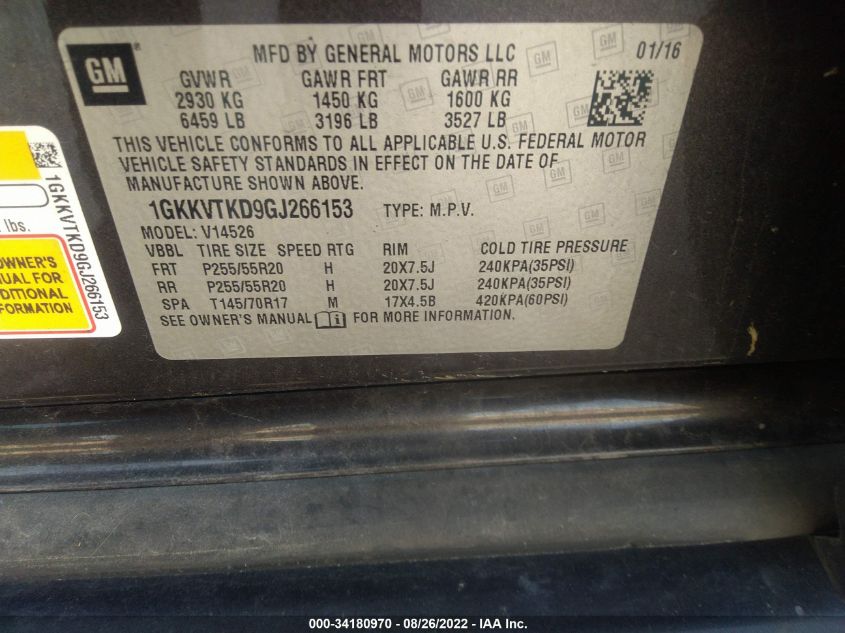 GM
MFD BY GENERAL MOTORS LLC 01/16
GVWR GAWR FRT GAWR RR
2930 KG 1450 KG 1600 KG
6459 LB 3196 LB 3527 LB
THIS VEHICLE CONFORMS TO ALL APPLICABLE U.S. FEDERAL MOTOR
VEHICLE SAFETY STANDARDS IN EFFECT ON THE DATE OF
MANUFACTURE SHOWN ABOVE.
1GKKVTKD9GJ266153 TYPE: M.P.V.
MODEL: V14526
VBBL TIRE SIZE SPEED RTG RIM COLD TIRE PRESSURE
FRT P255/55R20 H 20X7.5J 240KPA(35PSI)
RR P255/55R20 H 20X7.5J 240KPA(35PSI)
SPA T145/70R17 M 17X4.5B 420KPA(60PSI)
SEE OWNER'S MANUAL FOR MORE INFORMATION.
1GKKVTKD9GJ266153
lbs.
OWNER'S
FOR
000-34180970 - 08/26/2022 - IAA Inc.